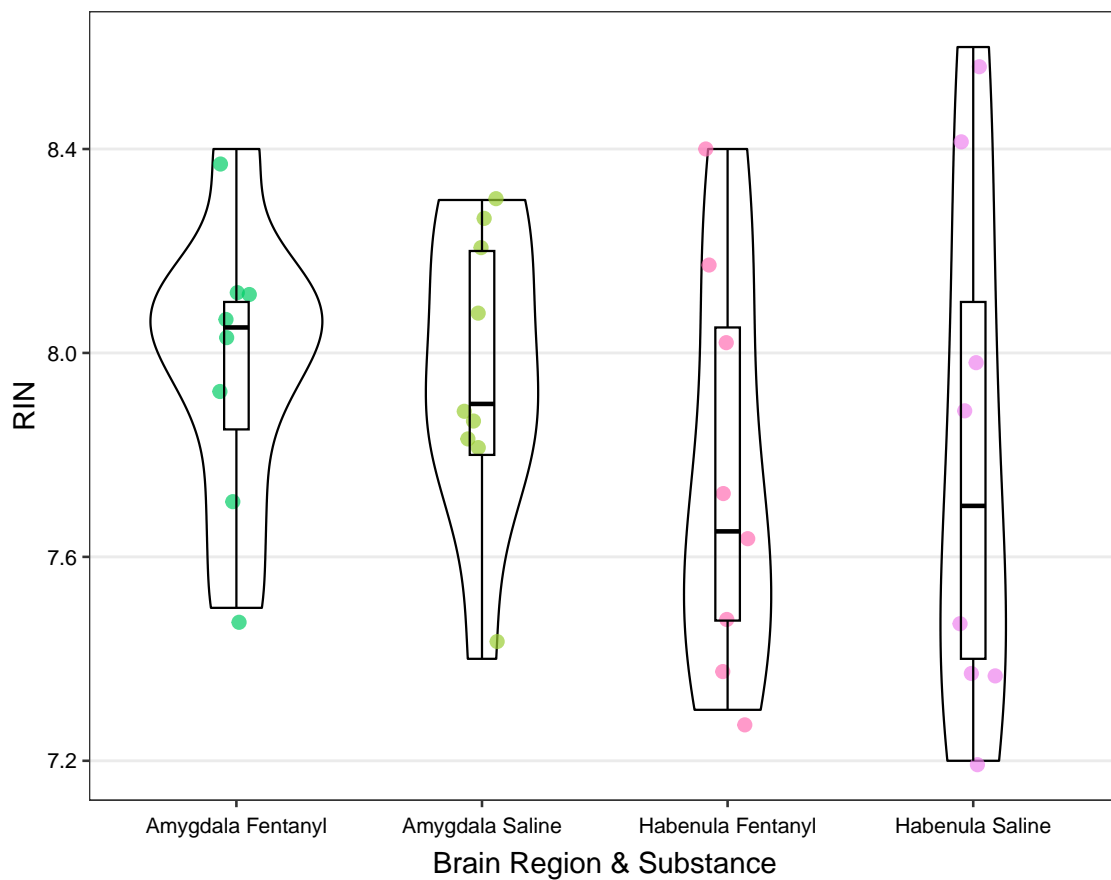 RIN
8.4
8.0
7.6
7.2
Amygdala Fentanyl
Amygdala Saline
Habenula Fentanyl
Habenula Saline
Brain Region & Substance